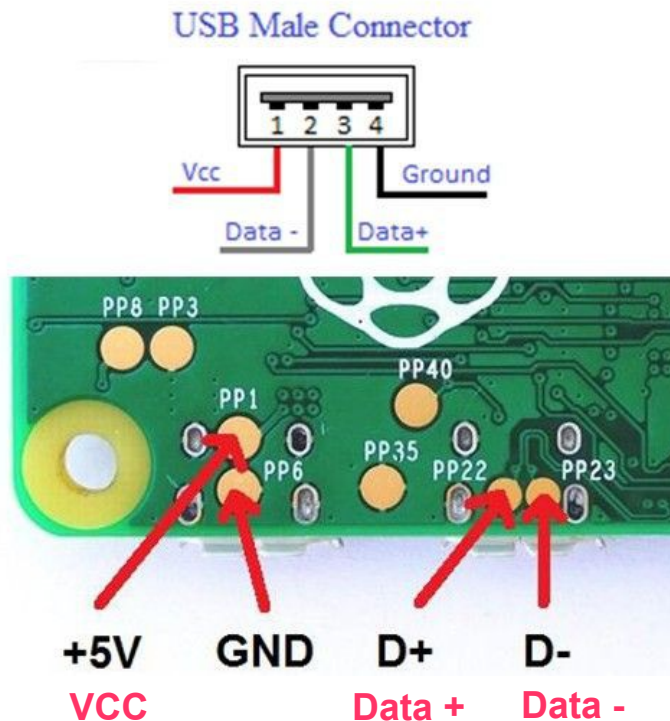 USB Male Connector
1 2 3 4
Vcc
Ground
Data -
Data+
PP8 PP3
PP40
PP1
PP35
PP6
PP22
PP23
+5V GND D+ D-
VCC Data + Data -